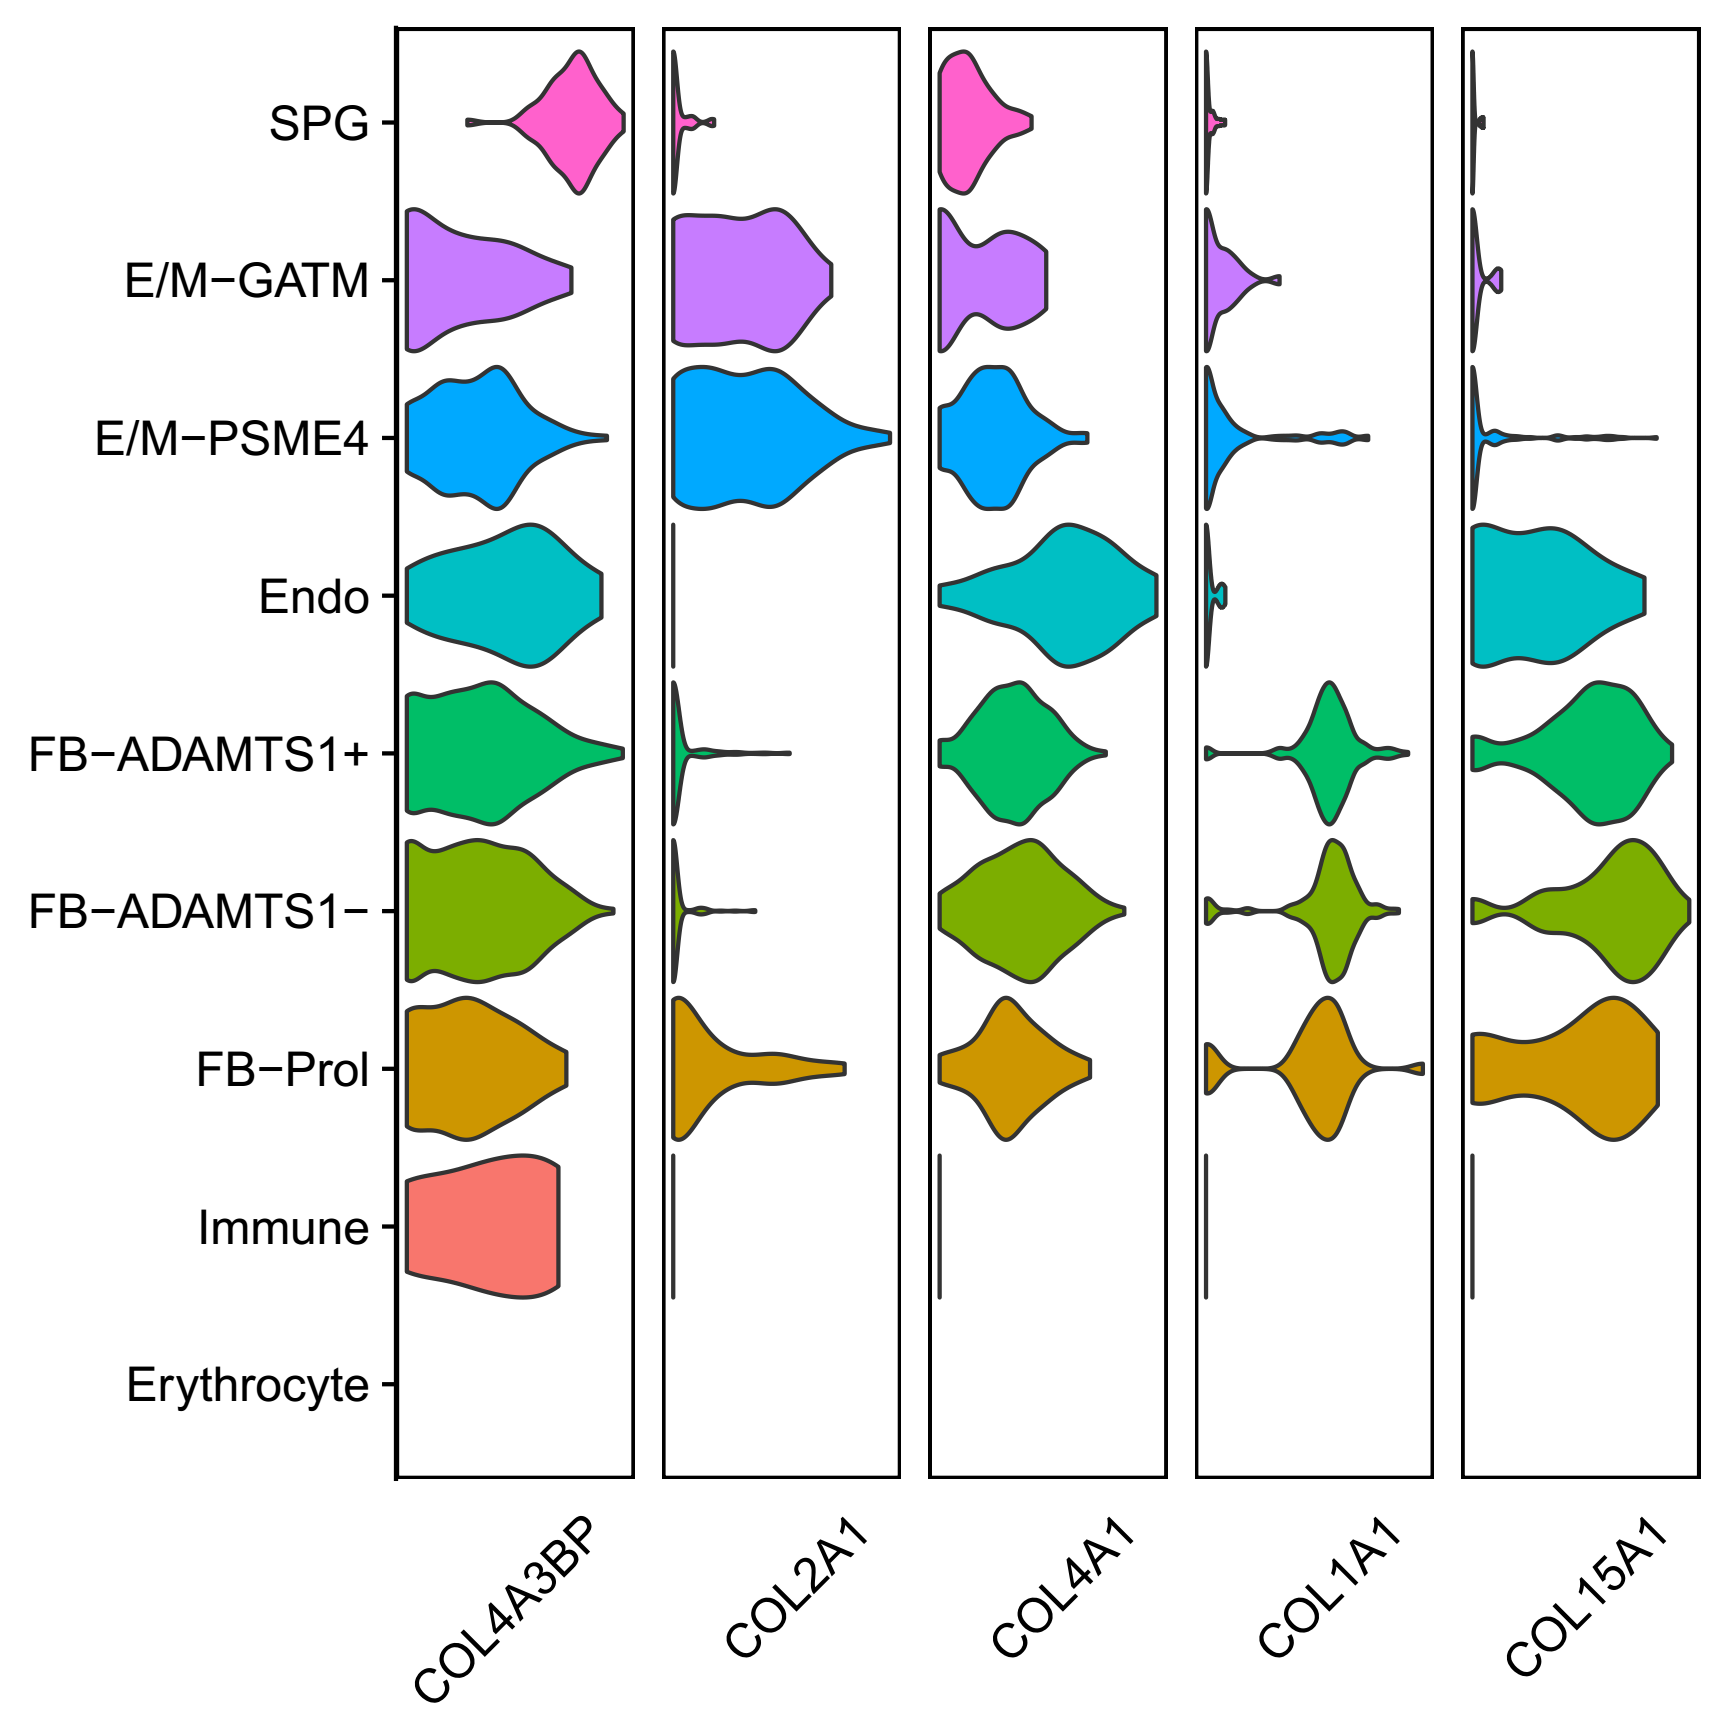 SPG
E/M−GATM
E/M−PSME4
Endo
FB−ADAMTS1+
FB−ADAMTS1−
FB−Prol
Immune
Erythrocyte
COL4A3BP
COL2A1
COL4A1
COL1A1
COL15A1